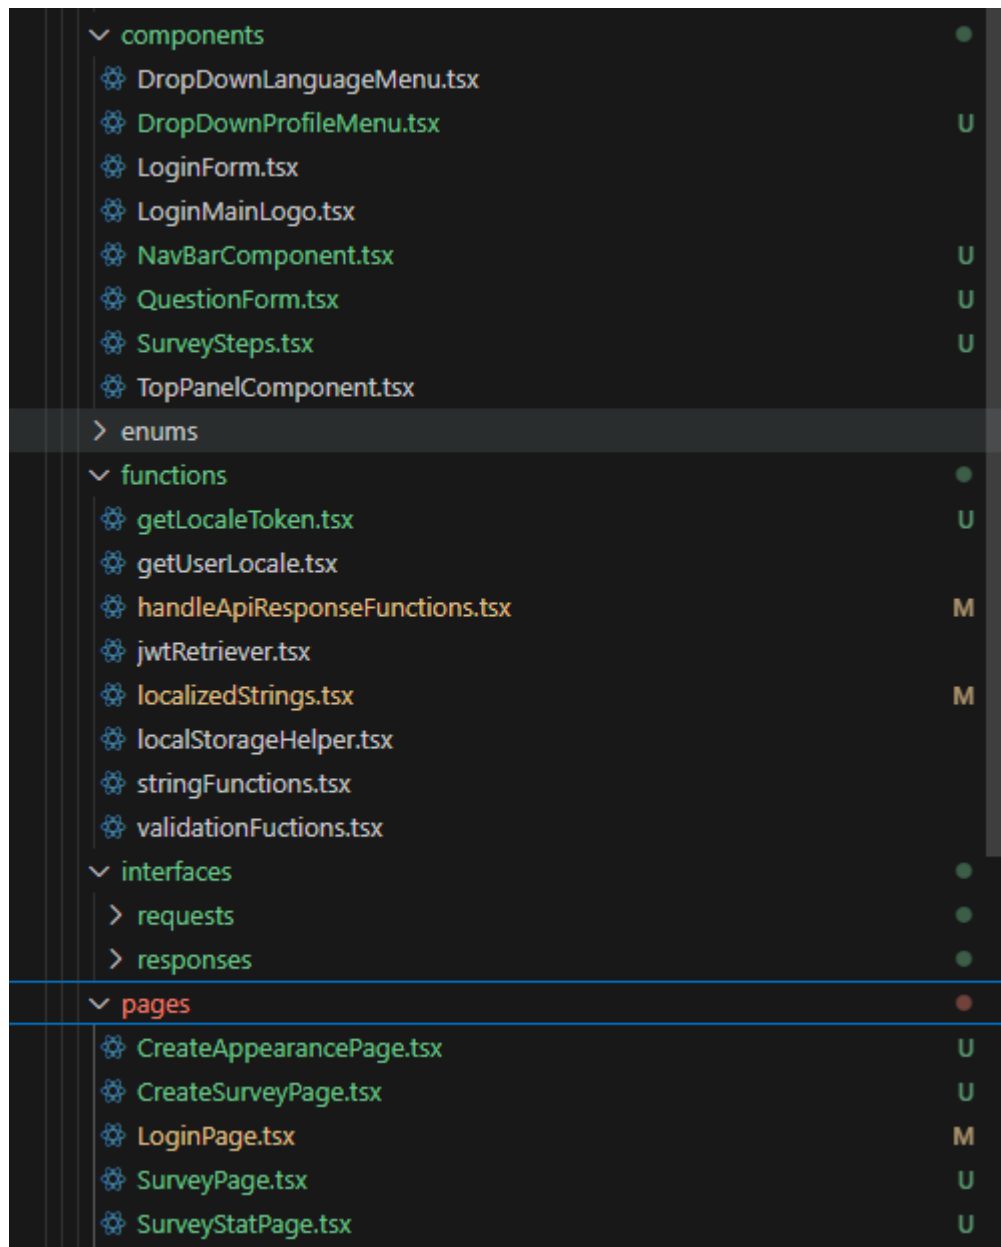 components
DropDownLanguageMenu.tsx
DropDownProfileMenu.tsx U
LoginForm.tsx
LoginMainLogo.tsx
NavBarComponent.tsx U
QuestionForm.tsx U
SurveySteps.tsx U
TopPanelComponent.tsx
enums
functions
getLocaleToken.tsx U
getUserLocale.tsx
handleApiResponseFunctions.tsx M
jwtRetriever.tsx
localizedStrings.tsx M
localStorageHelper.tsx
stringFunctions.tsx
validationFuctions.tsx
interfaces
requests
responses
pages
CreateAppearancePage.tsx U
CreateSurveyPage.tsx U
LoginPage.tsx M
SurveyPage.tsx U
SurveyStatPage.tsx U